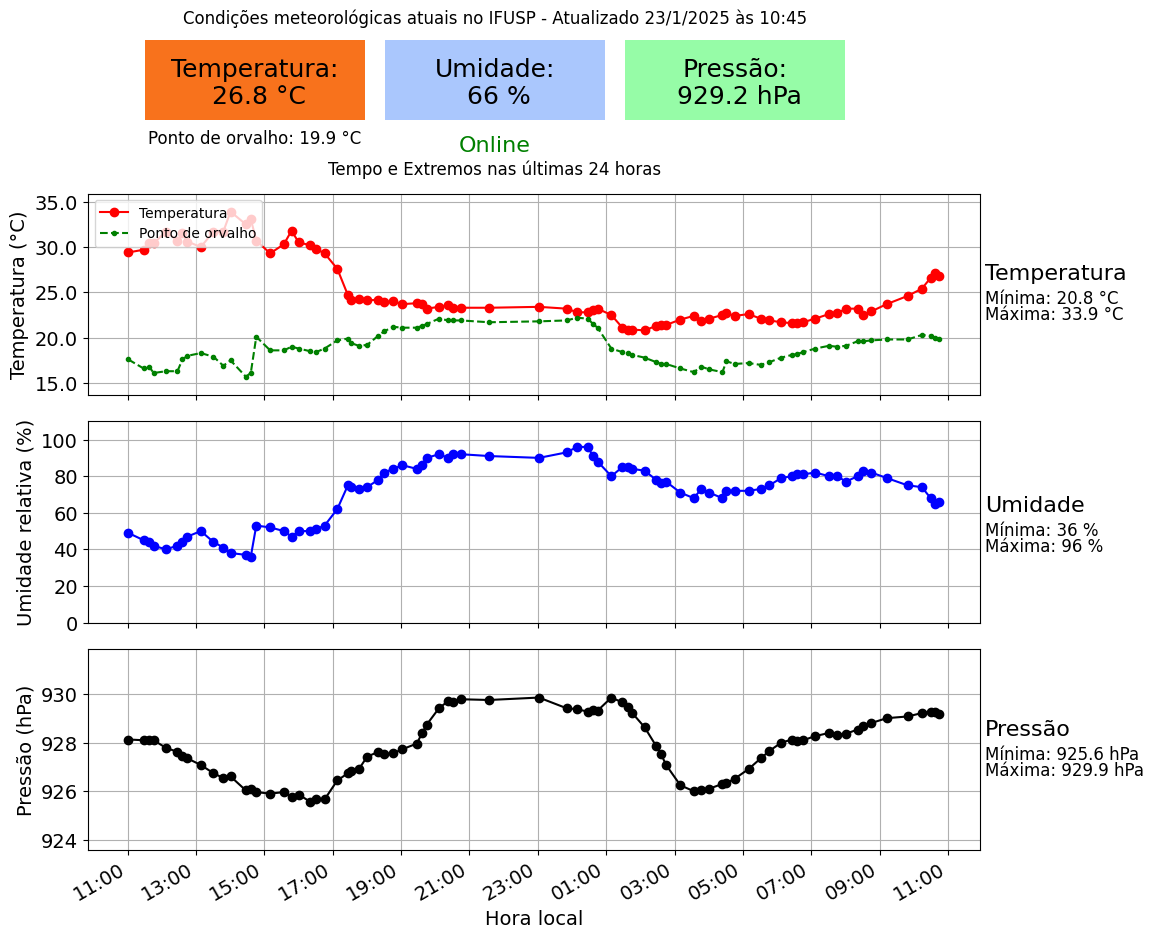 Condições meteorológicas atuais no IFUSP - Atualizado 23/1/2025 às 10:45
Temperatura:
26.8 °C
Umidade:
66 %
Pressão:
929.2 hPa
Ponto de orvalho: 19.9 °C
Online
Tempo e Extremos nas últimas 24 horas
Temperatura (°C)
35.0
30.0
25.0
20.0
15.0
Temperatura
Ponto de orvalho
Temperatura
Mínima: 20.8 °C
Máxima: 33.9 °C
Umidade relativa (%)
100
80
60
40
20
0
Umidade
Mínima: 36 %
Máxima: 96 %
Pressão (hPa)
930
928
926
924
Pressão
Mínima: 925.6 hPa
Máxima: 929.9 hPa
11:00 13:00 15:00 17:00 19:00 21:00 23:00 01:00 03:00 05:00 07:00 09:00 11:00
Hora local